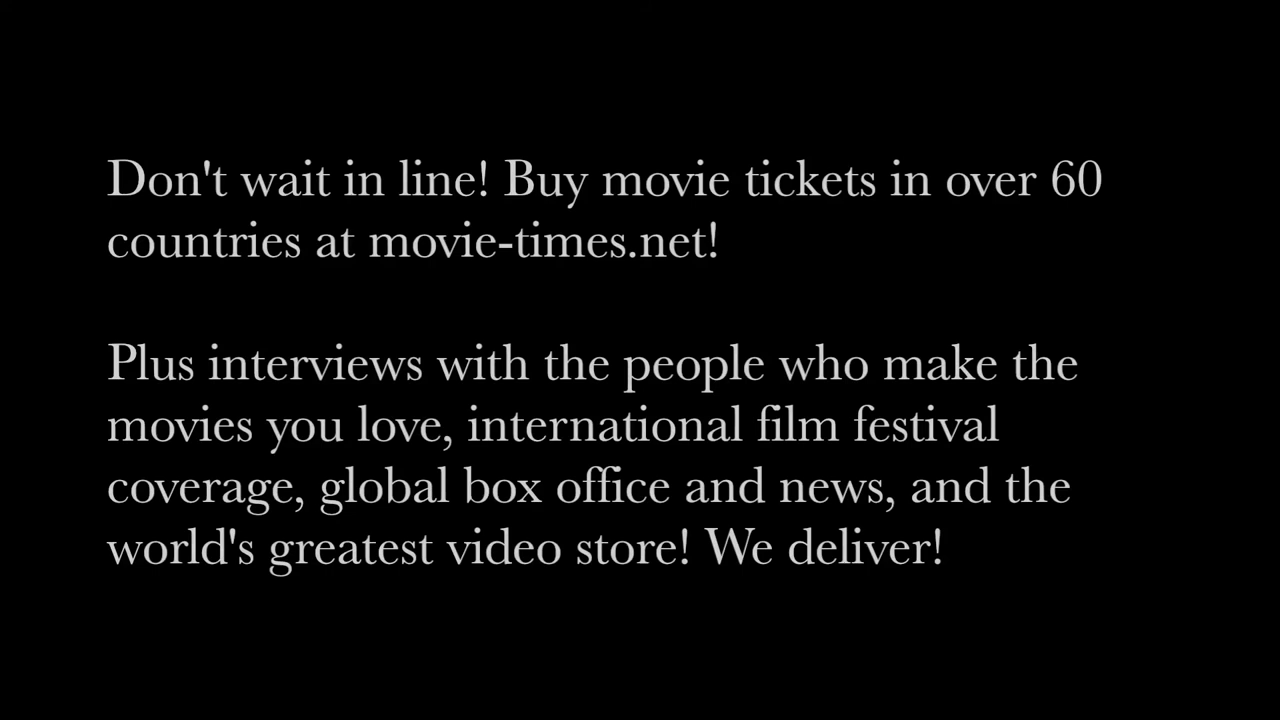 Don't wait in line! Buy movie tickets in over 60
countries at movie-times.net!
Plus interviews with the people who make the
movies you love, international film festival
coverage, global box office and news, and the
world's greatest video store! We deliver!